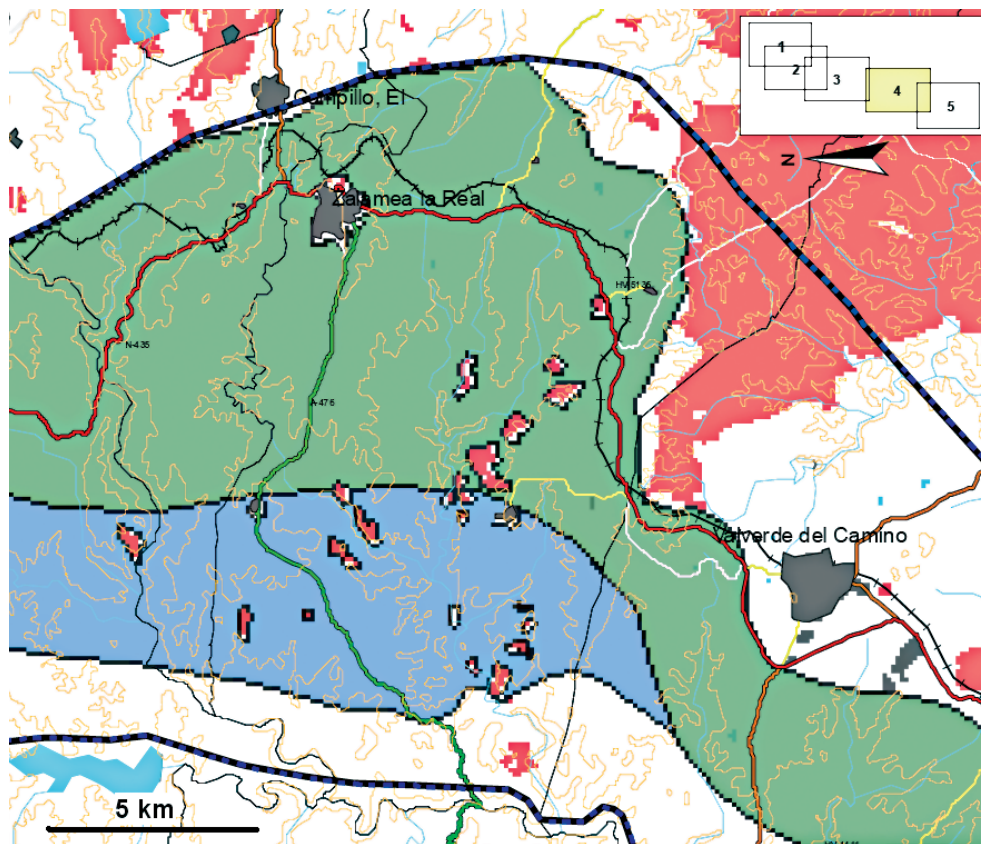 1
2
3
4
5
N
Campillo, El
Zalamea la Real
HV-5135
N-435
A-476
Valverde del Camino
5 km